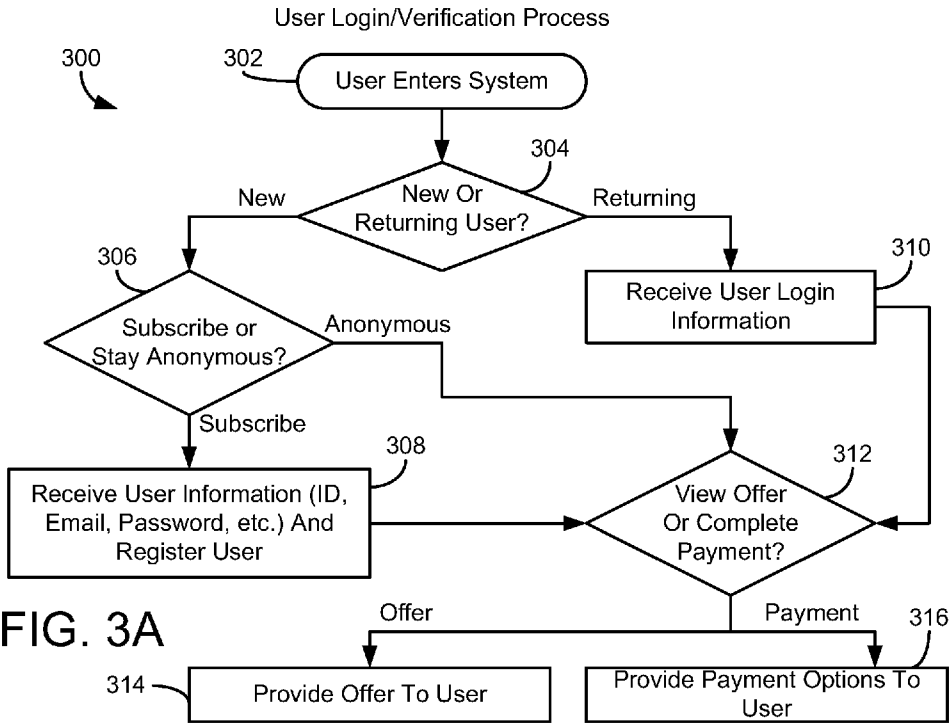 User Login/Verification Process
300
302
User Enters System
304
New Or
Returning User?
New
Returning
306
Subscribe or
Stay Anonymous?
Anonymous
310
Receive User Login
Information
Subscribe
308
Receive User Information (ID,
Email, Password, etc.) And
Register User
312
View Offer
Or Complete
Payment?
FIG. 3A
Offer
Payment
314
Provide Offer To User
316
Provide Payment Options To
User